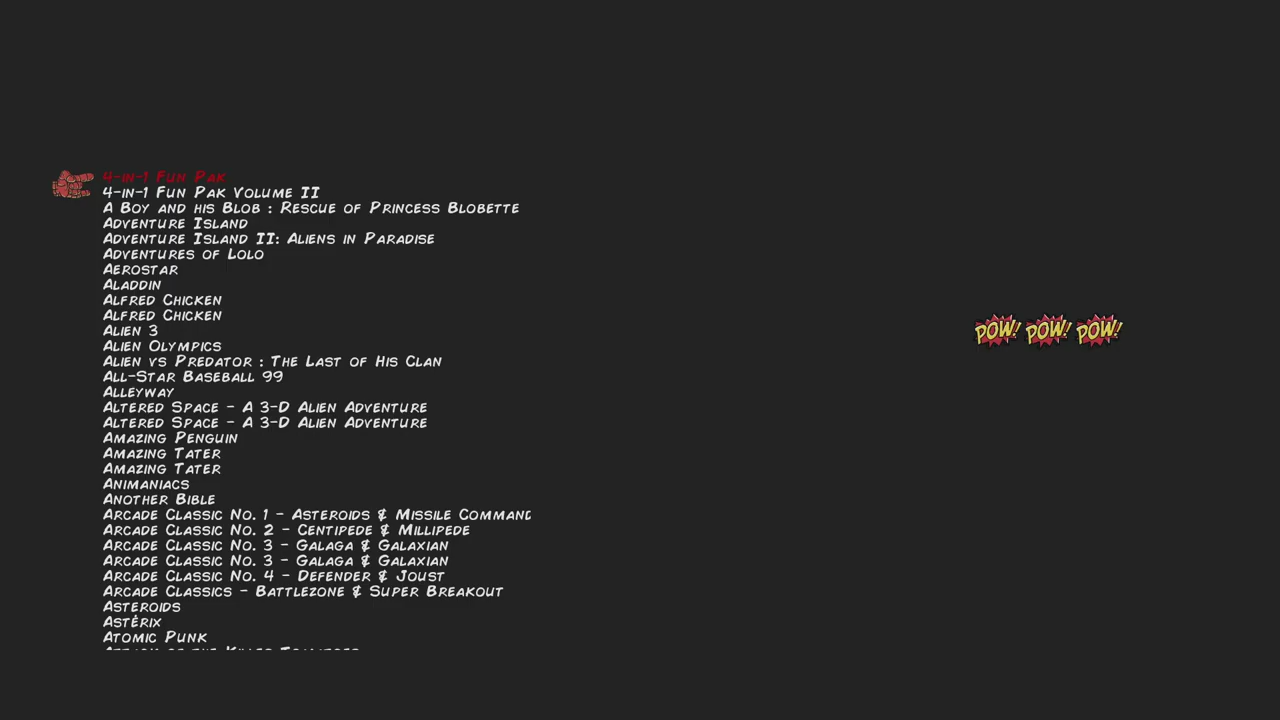 4-in-1 Fun Pak
4-in-1 Fun Pak Volume II
A Boy and his Blob : Rescue of Princess Blobette
Adventure Island
Adventure Island II: Aliens in Paradise
Adventures of Lolo
Aerostar
Aladdin
Alfred Chicken
Alfred Chicken
Alien 3
Alien Olympics
Alien vs Predator : The Last of His Clan
All-Star Baseball 99
Alleyway
Altered Space - A 3-D Alien Adventure
Altered Space - A 3-D Alien Adventure
Amazing Penguin
Amazing Tater
Amazing Tater
Animaniacs
Another Bible
Arcade Classic No. 1 - Asteroids & Missile Command
Arcade Classic No. 2 - Centipede & Millipede
Arcade Classic No. 3 - Galaga & Galaxian
Arcade Classic No. 3 - Galaga & Galaxian
Arcade Classic No. 4 - Defender & Joust
Arcade Classics - Battlezone & Super Breakout
Asteroids
Astérix
Atomic Punk
Attack of the Killer Tomatoes
POW! POW! POW!